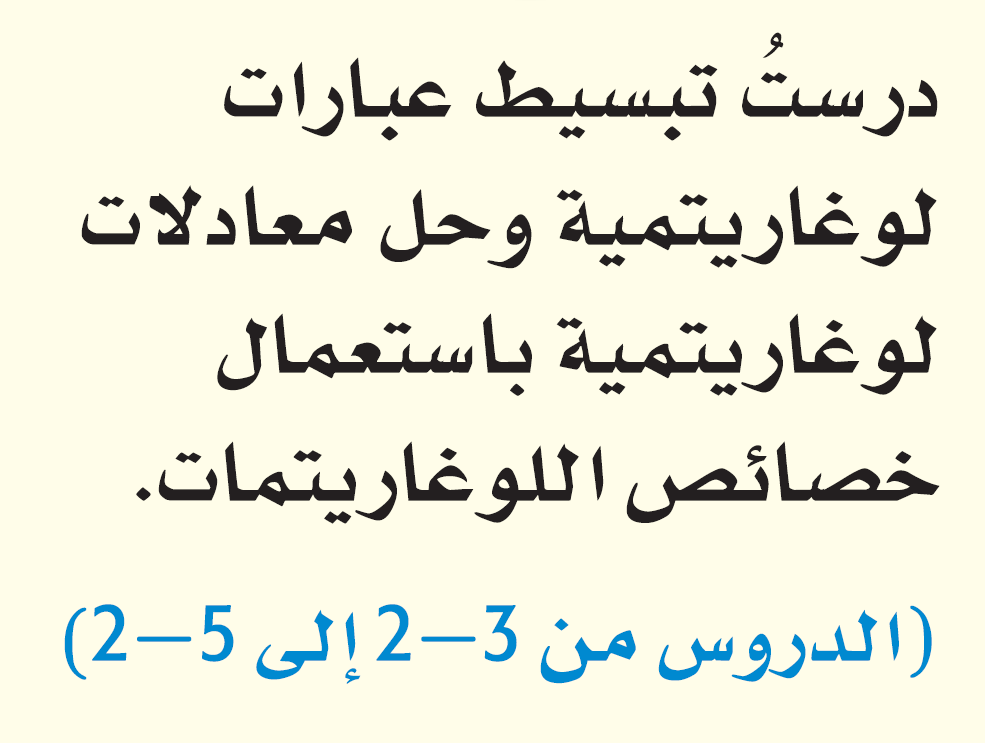 درستُ تبسيط عبارات
لوغاريتمية وحل معادلات
لوغاريتمية باستعمال
خصائص اللوغاريتمات.
(الدروس من 3–2 إلى 5–2)